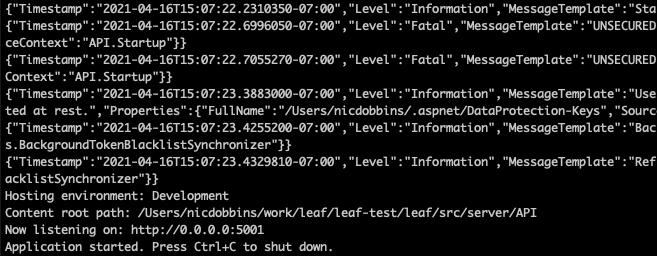 {"Timestamp":"2021-04-16T15:07:22.2310350-07:00","Level":"Information","MessageTemplate":"Sta
{"Timestamp":"2021-04-16T15:07:22.6996050-07:00","Level":"Fatal","MessageTemplate":"UNSECURED
ceContext":"API.Startup"}}
{"Timestamp":"2021-04-16T15:07:22.7055270-07:00","Level":"Fatal","MessageTemplate":"UNSECURED
Context":"API.Startup"}}
{"Timestamp":"2021-04-16T15:07:23.3883000-07:00","Level":"Information","MessageTemplate":"Use
ted at rest.","Properties":{"FullName":"/Users/nicdobbins/.aspnet/DataProtection-Keys","Sourc
{"Timestamp":"2021-04-16T15:07:23.4255200-07:00","Level":"Information","MessageTemplate":"Bac
s.BackgroundTokenBlacklistSynchronizer"}}
{"Timestamp":"2021-04-16T15:07:23.4329810-07:00","Level":"Information","MessageTemplate":"Ref
acklistSynchronizer"}}
Hosting environment: Development
Content root path: /Users/nicdobbins/work/leaf/leaf-test/leaf/src/server/API
Now listening on: http://0.0.0.0:5001
Application started. Press Ctrl+C to shut down.